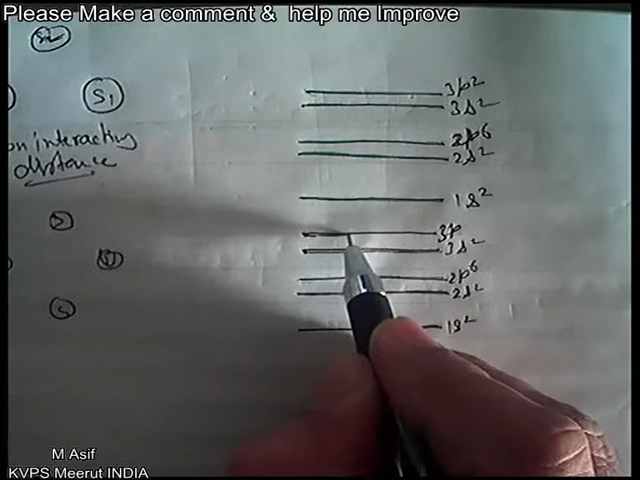 Please Make a comment & help me Improve
S1
on interacting
distance
3p²
3s²
2p⁶
2s²
1s²
3p
3s²
2p⁶
2s²
1s²
M Asif
KVPS Meerut INDIA